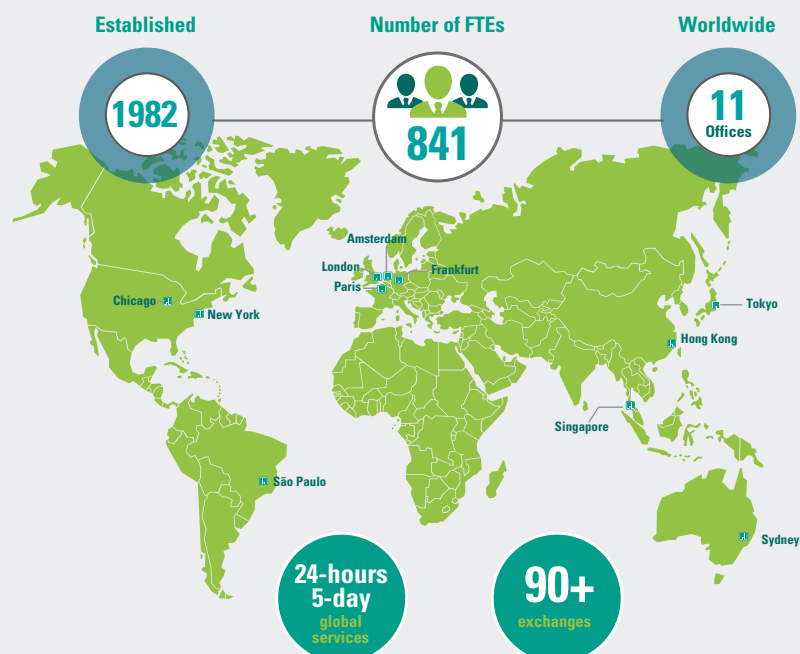 Established
Number of FTEs
Worldwide
1982
841
11
Offices
Amsterdam
London
Frankfurt
Paris
Chicago
New York
Tokyo
Hong Kong
Singapore
São Paulo
Sydney
24-hours
5-day
global
services
90+
exchanges